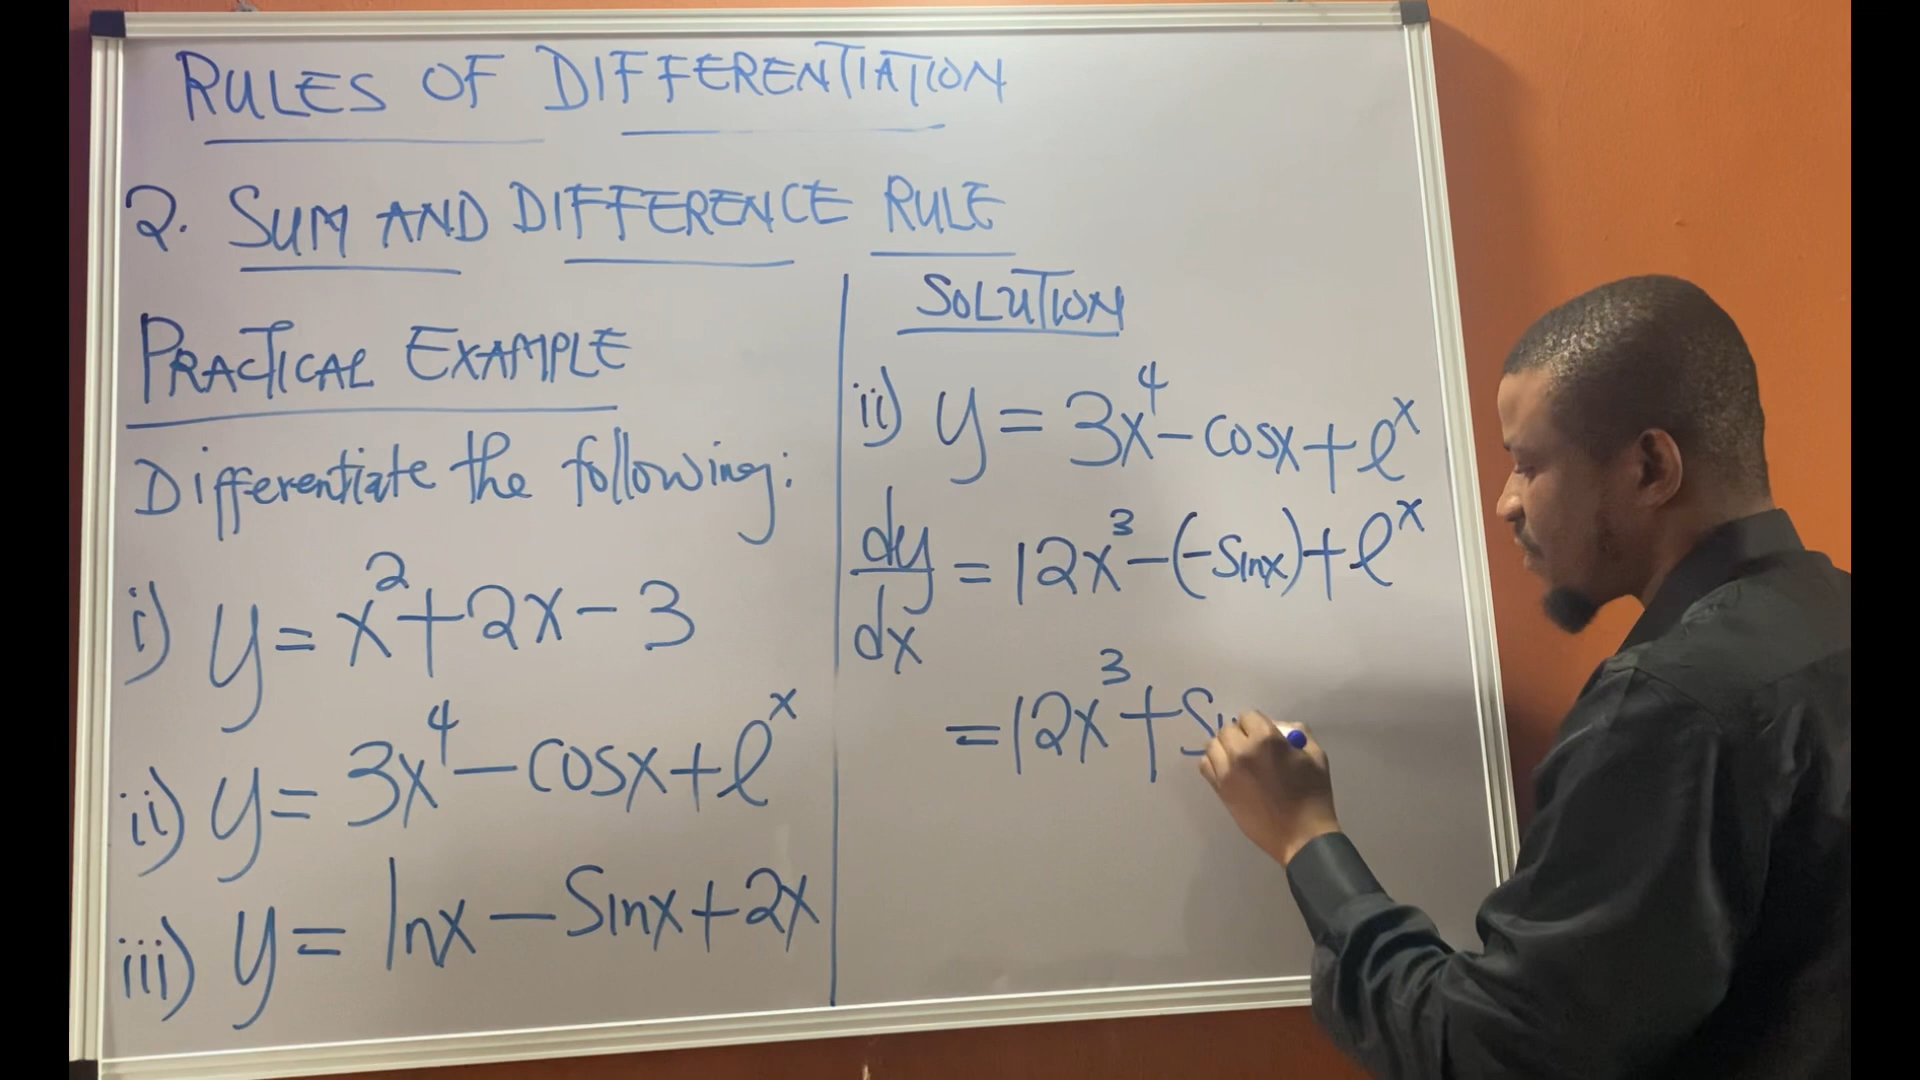 RULES OF DIFFERENTIATION
2. SUM AND DIFFERENCE RULE
PRACTICAL EXAMPLE
Differentiate the following:
i) y = x² + 2x - 3
ii) y = 3x⁴ - cosx + eˣ
iii) y = lnx - Sinx + 2x
SOLUTION
ii) y = 3x⁴ - cosx + eˣ
dy/dx = 12x³ - (-Sinx) + eˣ
= 12x³ + Si